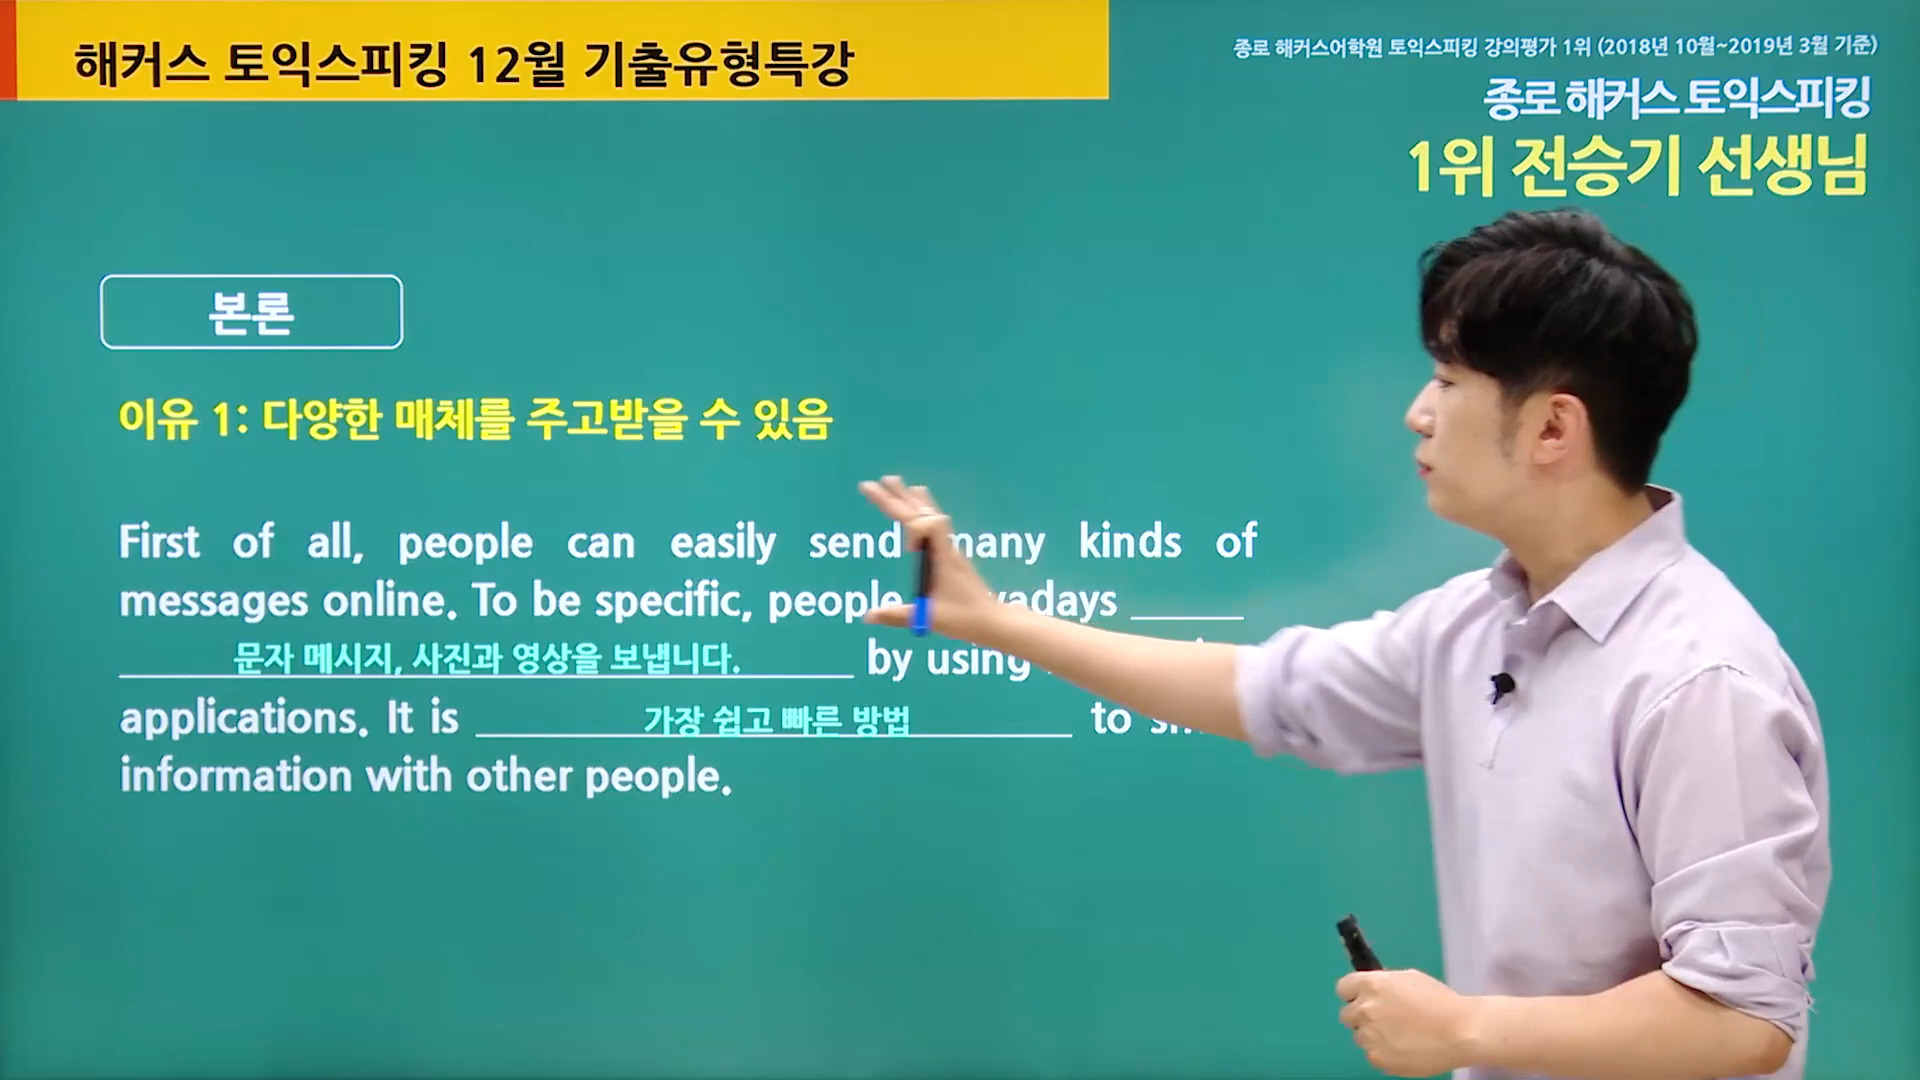 해커스 토익스피킹 12월 기출유형특강
종로 해커스어학원 토익스피킹 강의평가 1위 (2018년 10월~2019년 3월 기준)
종로 해커스 토익스피킹
1위 전승기 선생님
본론
이유 1: 다양한 매체를 주고받을 수 있음
First of all, people can easily send many kinds of
messages online. To be specific, people nowadays
문자 메시지, 사진과 영상을 보냅니다. by using
applications. It is 가장 쉽고 빠른 방법 to
information with other people.